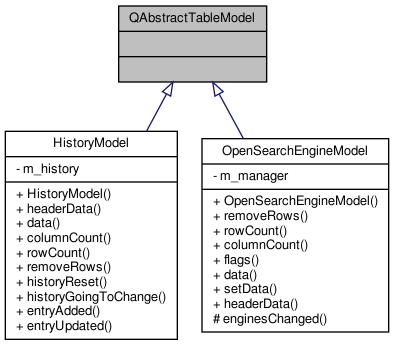 QAbstractTableModel
HistoryModel
- m_history
+ HistoryModel()
+ headerData()
+ data()
+ columnCount()
+ rowCount()
+ removeRows()
+ historyReset()
+ historyGoingToChange()
+ entryAdded()
+ entryUpdated()
OpenSearchEngineModel
- m_manager
+ OpenSearchEngineModel()
+ removeRows()
+ rowCount()
+ columnCount()
+ flags()
+ data()
+ setData()
+ headerData()
# enginesChanged()